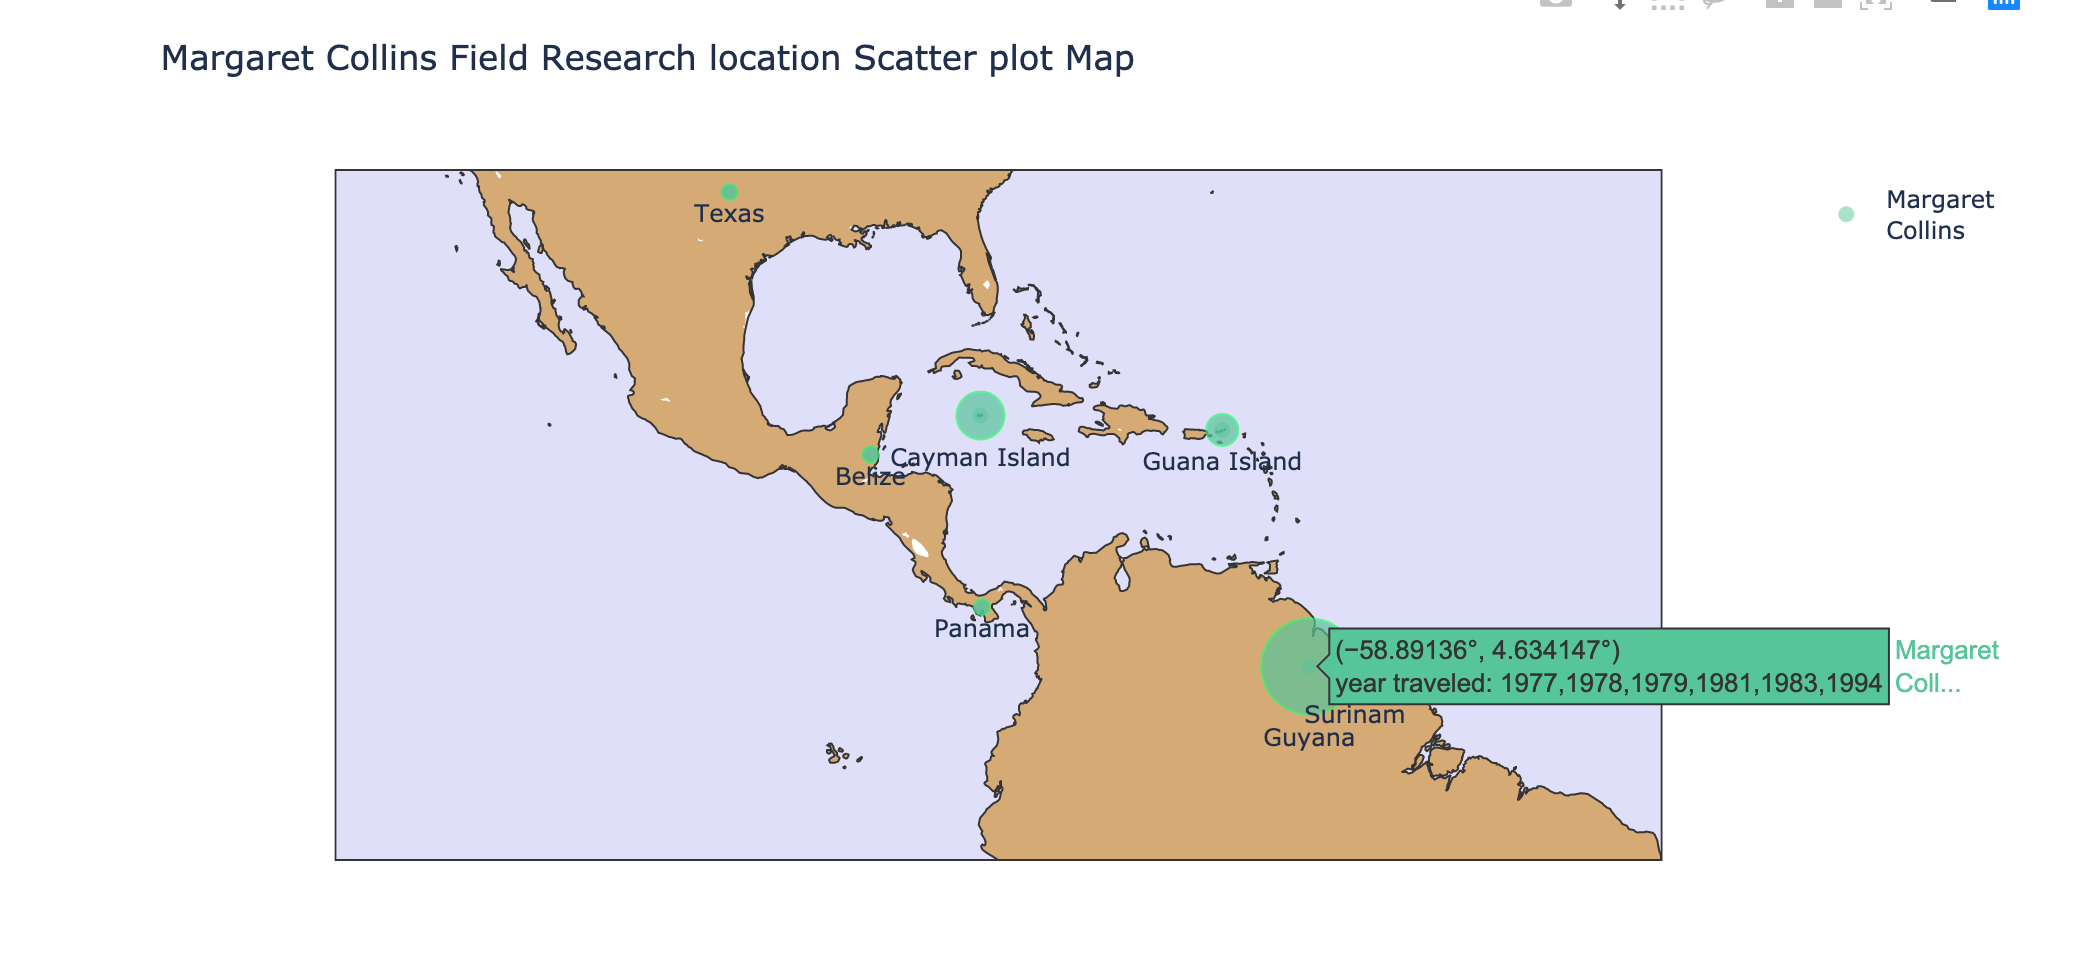 Margaret Collins Field Research location Scatter plot Map
Margaret
Collins
Texas
Cayman Island
Guana Island
Belize
Panama
(−58.89136°, 4.634147°)
year traveled: 1977,1978,1979,1981,1983,1994
Margaret
Coll...
Surinam
Guyana